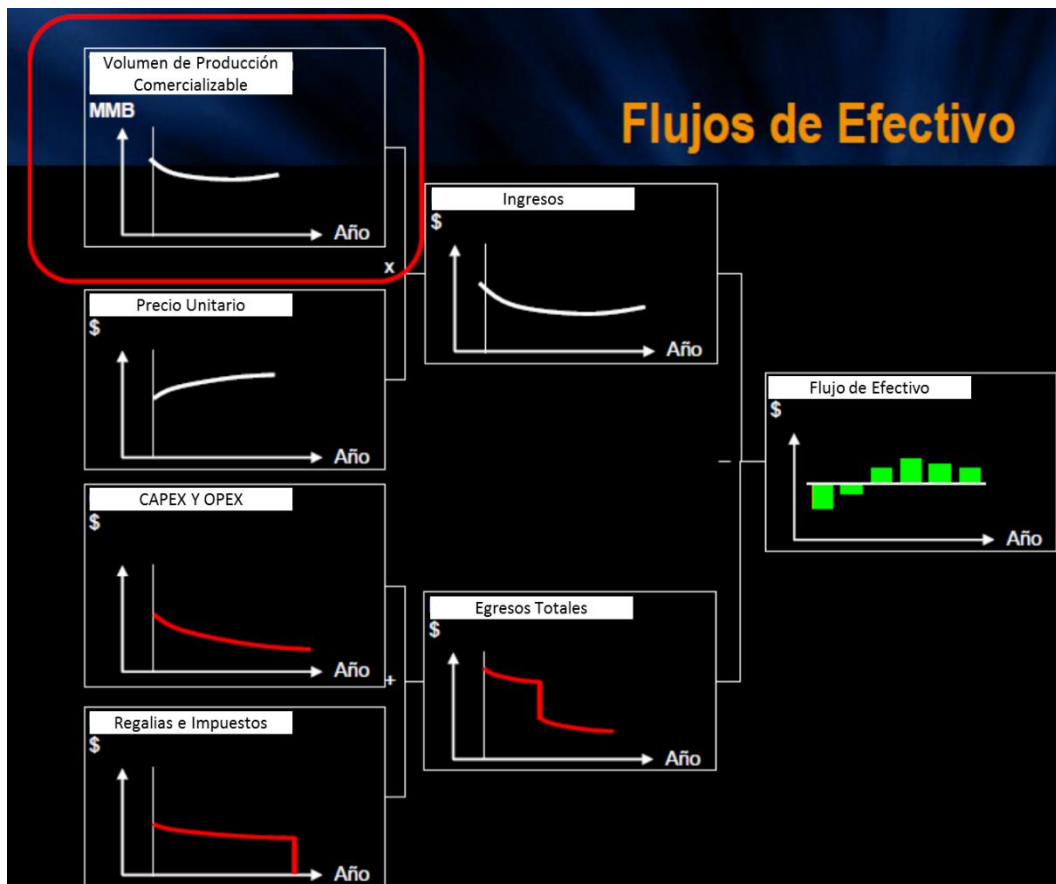 Flujos de Efectivo
Volumen de Producción
Comercializable
MMB
Año
x
Precio Unitario
$
Año
Ingresos
$
Año
CAPEX Y OPEX
$
Año
+
Regalias e Impuestos
$
Año
Egresos Totales
$
Año
–
Flujo de Efectivo
$
Año